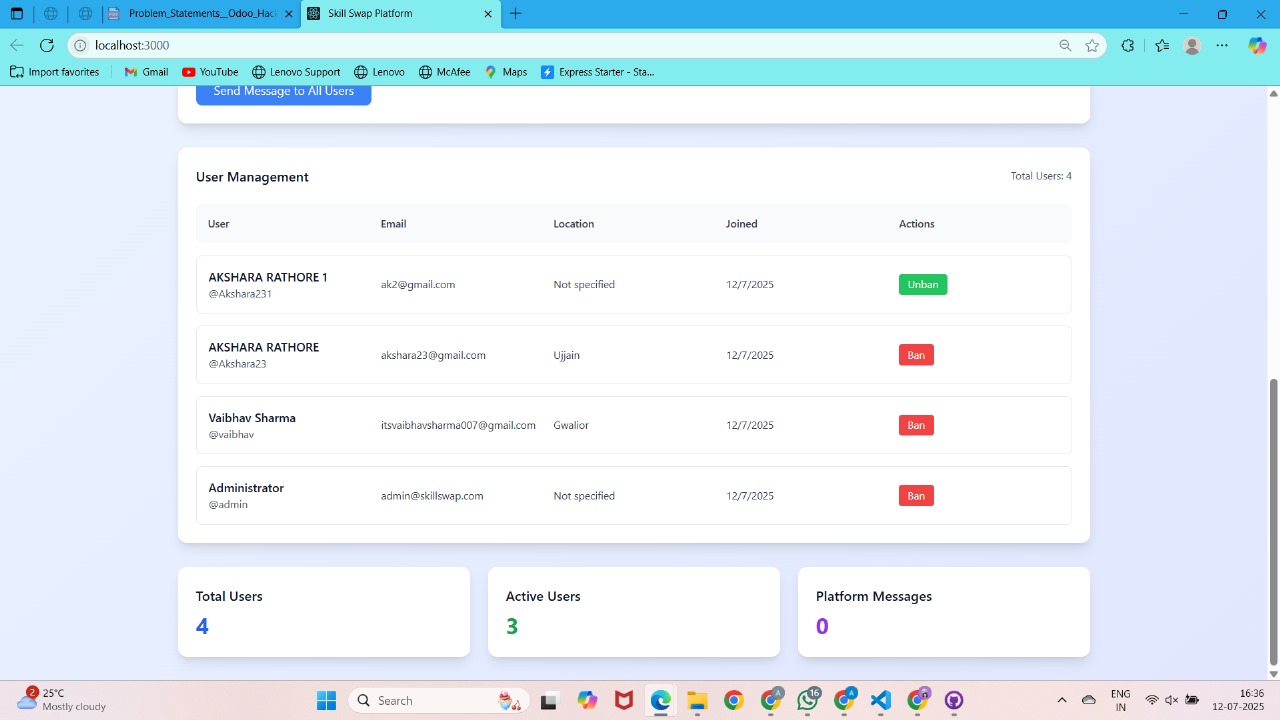 Problem_Statements__Odoo_Hack
Skill Swap Platform
localhost:3000
Import favorites
Gmail
YouTube
Lenovo Support
Lenovo
McAfee
Maps
Express Starter - Sta...
Send Message to All Users
User Management
Total Users: 4
User Email Location Joined Actions
AKSHARA RATHORE 1
@Akshara231
ak2@gmail.com Not specified 12/7/2025 Unban
AKSHARA RATHORE
@Akshara23
akshara23@gmail.com Ujjain 12/7/2025 Ban
Vaibhav Sharma
@vaibhav
itsvaibhavsharma007@gmail.com Gwalior 12/7/2025 Ban
Administrator
@admin
admin@skillswap.com Not specified 12/7/2025 Ban
Total Users
4
Active Users
3
Platform Messages
0
2
25°C
Mostly cloudy
Search
A
16
A
ENG
IN
16:36
12-07-2025